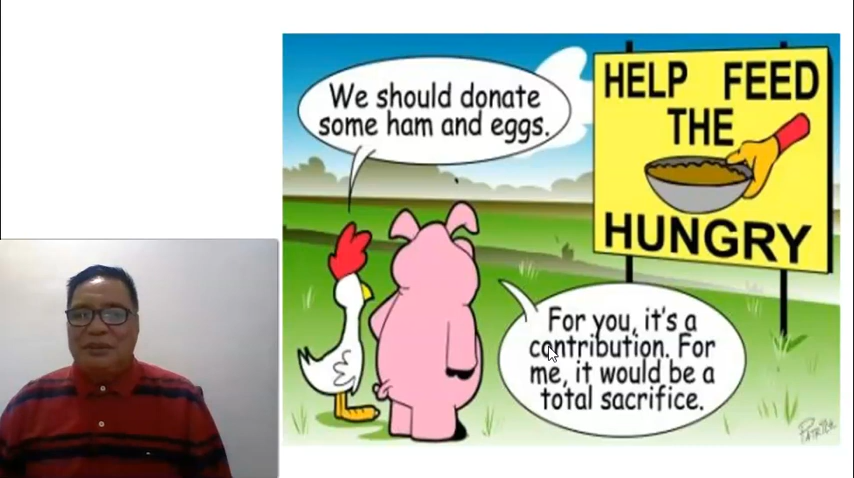 We should donate
some ham and eggs.
HELP FEED
THE
HUNGRY
For you, it's a
contribution. For
me, it would be a
total sacrifice.